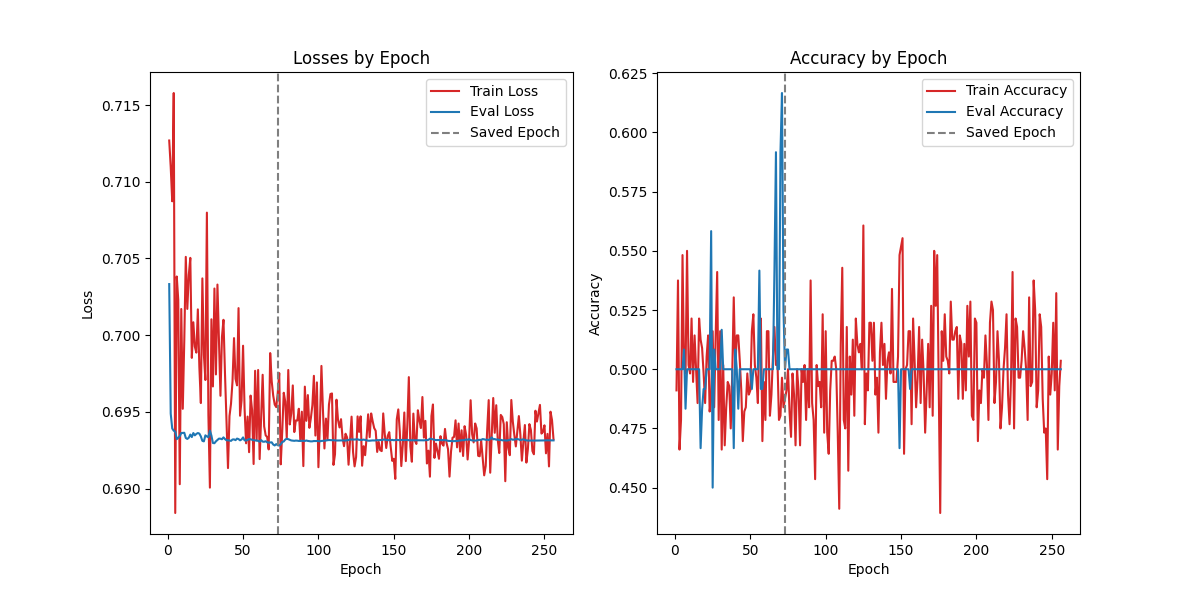 Losses by Epoch
Train Loss
Eval Loss
Saved Epoch
0.715
0.710
0.705
0.700
0.695
0.690
Loss
0 50 100 150 200 250
Epoch
Accuracy by Epoch
Train Accuracy
Eval Accuracy
Saved Epoch
0.625
0.600
0.575
0.550
0.525
0.500
0.475
0.450
Accuracy
0 50 100 150 200 250
Epoch